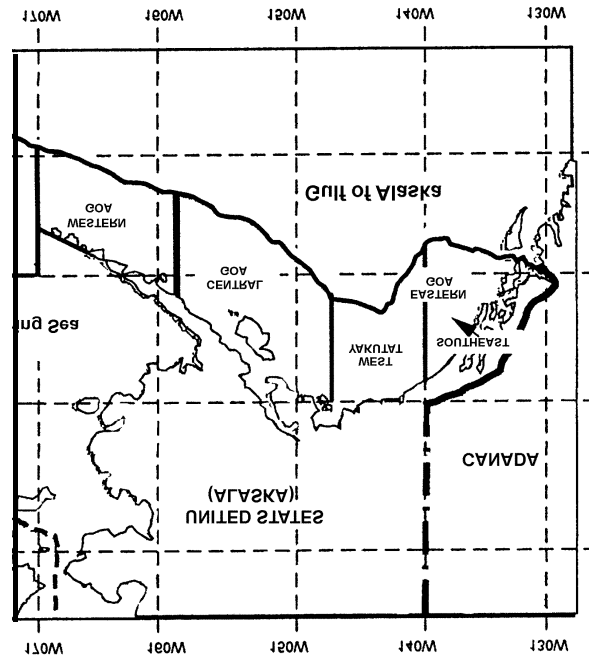 170W 160W 150W 140W 130W
UNITED STATES
(ALASKA)
CANADA
WEST
YAKUTAT
SOUTHEAST
ing Sea
EASTERN
GOA
CENTRAL
GOA
WESTERN
GOA
Gulf of Alaska
170W 160W 150W 140W 130W